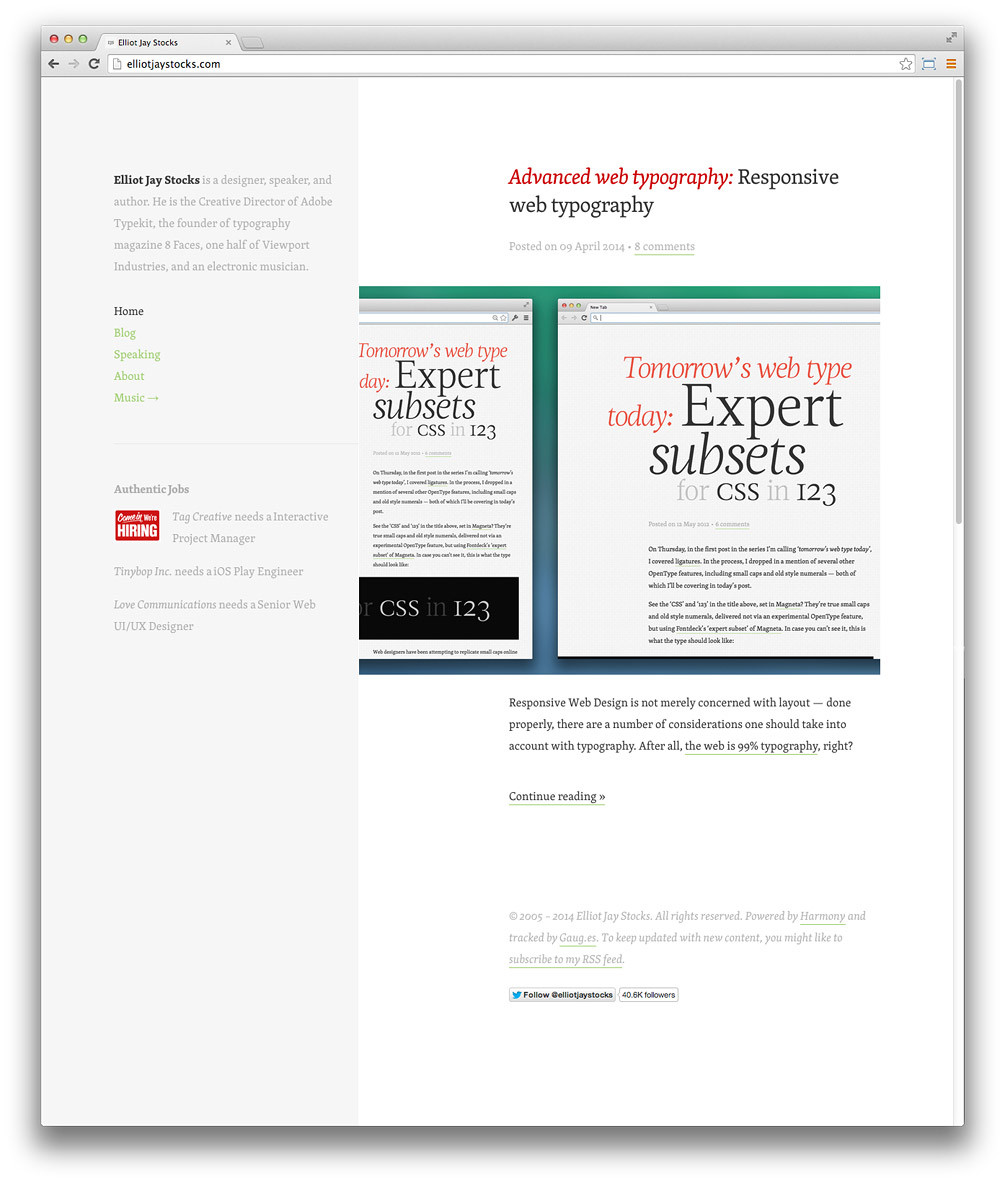 Elliot Jay Stocks
elliotjaystocks.com
Elliot Jay Stocks is a designer, speaker, and
author. He is the Creative Director of Adobe
Typekit, the founder of typography
magazine 8 Faces, one half of Viewport
Industries, and an electronic musician.
Home
Blog
Speaking
About
Music →
Authentic Jobs
Come in, We're
HIRING
Tag Creative needs a Interactive
Project Manager
Tinybop Inc. needs a iOS Play Engineer
Love Communications needs a Senior Web
UI/UX Designer
Advanced web typography: Responsive
web typography
Posted on 09 April 2014 • 8 comments
Tomorrow's web type
day: Expert
subsets
for CSS in 123
Posted on 12 May 2011 • 6 comments
On Thursday, in the first post in the series I'm calling 'tomorrow's
web type today', I covered ligatures. In the process, I dropped in a
mention of several other OpenType features, including small caps
and old style numerals — both of which I'll be covering in today's
post.
See the 'CSS' and '123' in the title above, set in Magneta? They're
true small caps and old style numerals, delivered not via an
experimental OpenType feature, but using Fontdeck's 'expert
subset' of Magneta. In case you can't see it, this is what the type
should look like:
or CSS in 123
Web designers have been attempting to replicate small caps online
New Tab
Tomorrow's web type
today: Expert
subsets
for CSS in 123
Posted on 12 May 2011 • 6 comments
On Thursday, in the first post in the series I'm calling 'tomorrow's web type today',
I covered ligatures. In the process, I dropped in a mention of several other
OpenType features, including small caps and old style numerals — both of
which I'll be covering in today's post.
See the 'CSS' and '123' in the title above, set in Magneta? They're true small caps
and old style numerals, delivered not via an experimental OpenType feature,
but using Fontdeck's 'expert subset' of Magneta. In case you can't see it, this is
what the type should look like:
Responsive Web Design is not merely concerned with layout — done
properly, there are a number of considerations one should take into
account with typography. After all, the web is 99% typography, right?
Continue reading »
© 2005 – 2014 Elliot Jay Stocks. All rights reserved. Powered by Harmony and
tracked by Gaug.es. To keep updated with new content, you might like to
subscribe to my RSS feed.
Follow @elliotjaystocks
40.6K followers